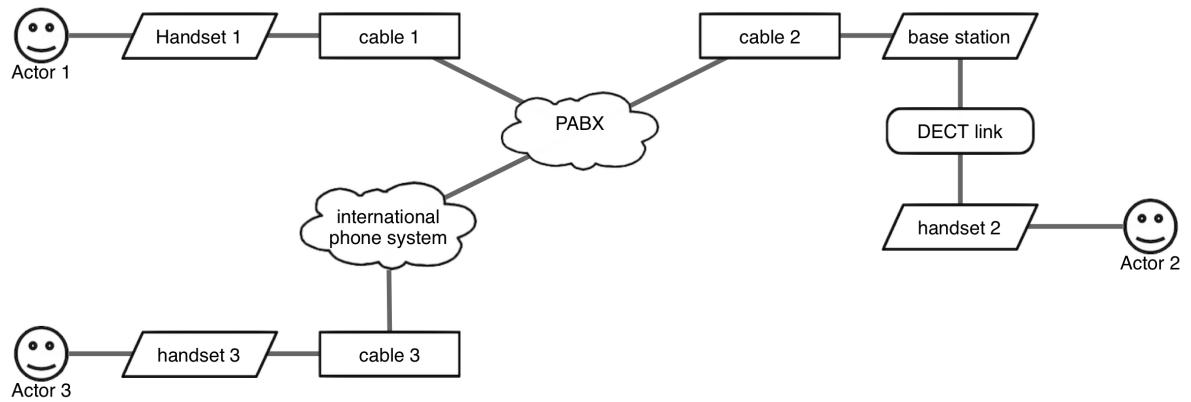 Handset 1
cable 1
cable 2
base station
Actor 1
PABX
DECT link
international
phone system
handset 2
Actor 2
handset 3
cable 3
Actor 3